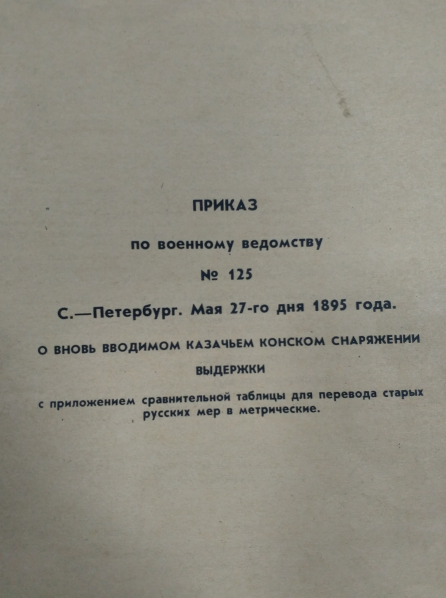 ПРИКАЗ
по военному ведомству
№ 125
С.—Петербург. Мая 27-го дня 1895 года.
О ВНОВЬ ВВОДИМОМ КАЗАЧЬЕМ КОНСКОМ СНАРЯЖЕНИИ
ВЫДЕРЖКИ
с приложением сравнительной таблицы для перевода старых
русских мер в метрические.